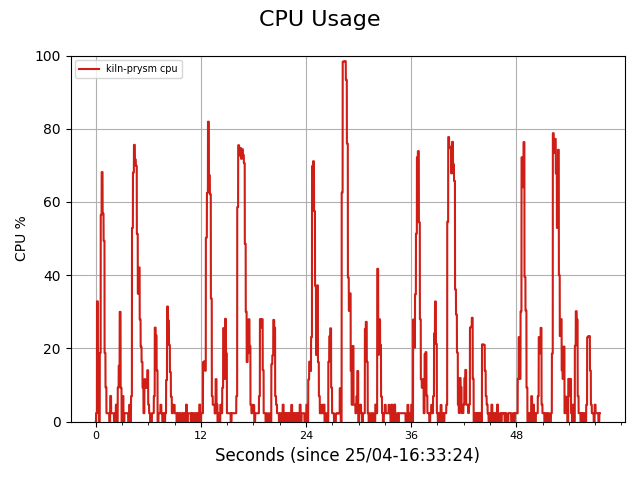 CPU Usage
100
kiln-prysm cpu
80
60
CPU %
40
20
0
0 12 24 36 48
Seconds (since 25/04-16:33:24)